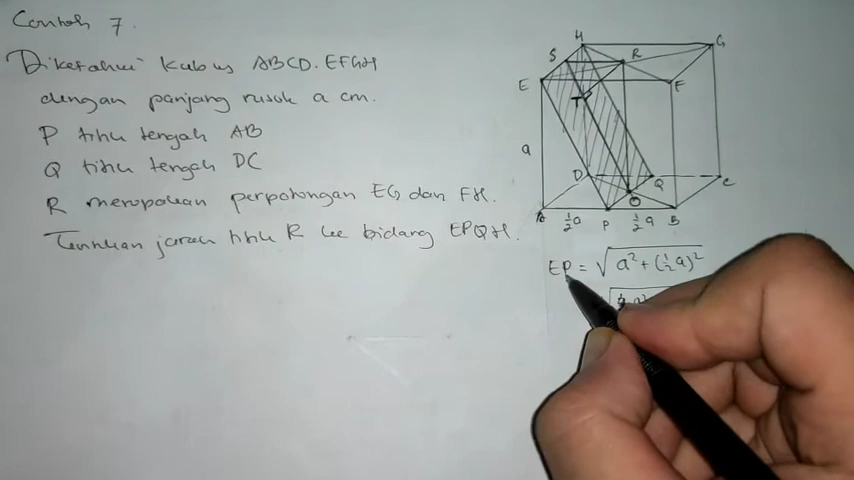 Contoh 7.
Diketahui kubus ABCD.EFGH
dengan panjang rusuk a cm.
P titik tengah AB
Q titik tengah DC
R merupakan perpotongan EG dan FH.
Tentukan jarak titik R ke bidang EPQH.
H
G
S
R
E
F
T
a
D
Q
C
O
A
½a
P
½a
B
EP = √a² + (½a)²